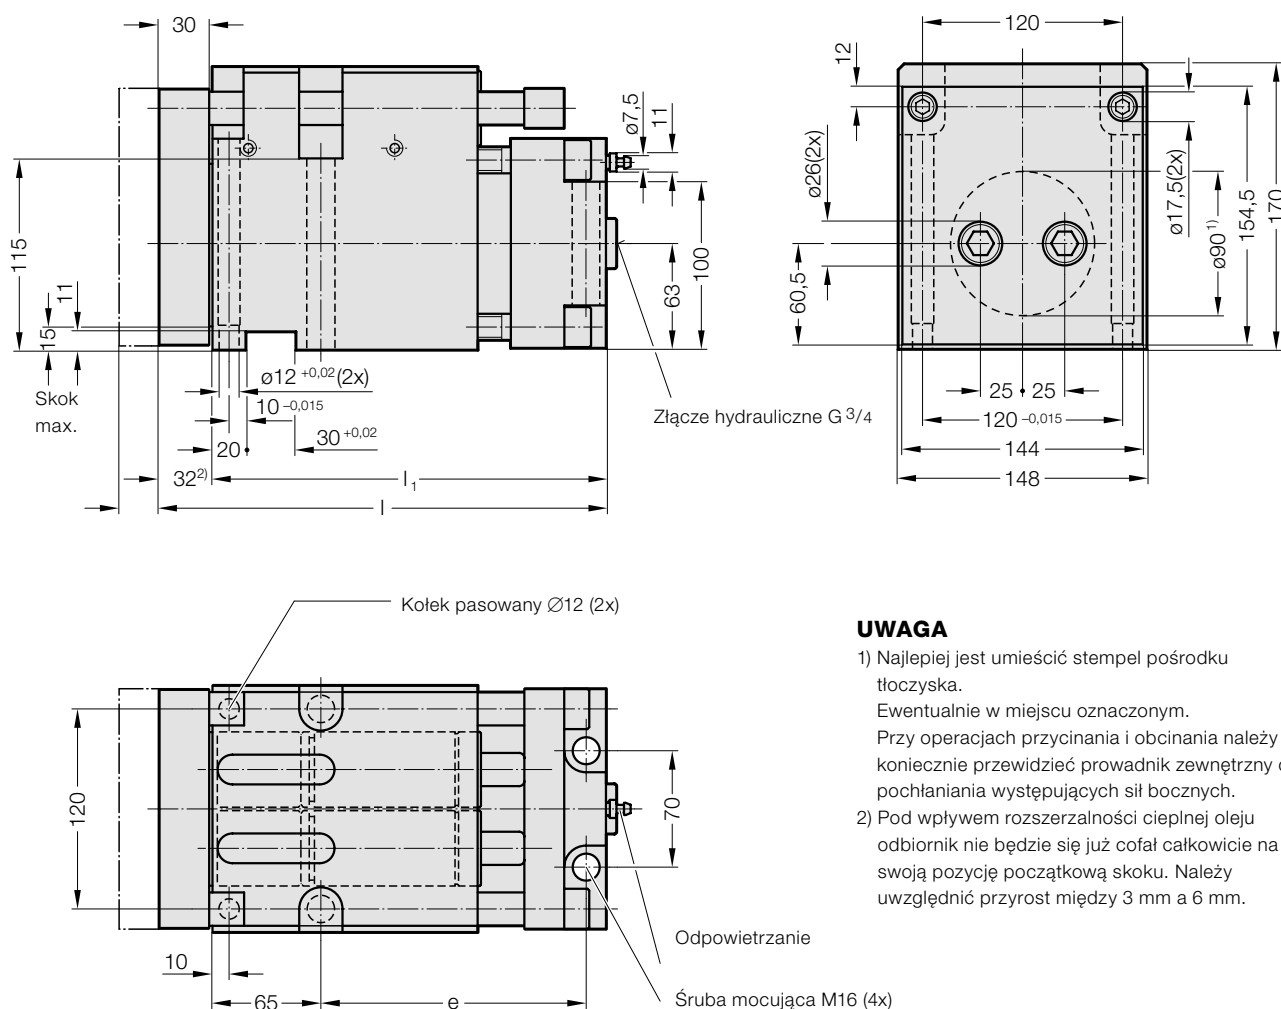 30
120
12
ø7,5
11
ø26(2x)
ø17,5(2x)
ø90 1)
154,5
170
115
11
15
63
100
60,5
Skok
max.
ø12 +0,02 (2x)
10 –0,015
20
30 +0,02
32 2)
l1
l
Złącze hydrauliczne G 3/4
25
25
120 –0,015
144
148
Kołek pasowany ∅12 (2x)
120
70
10
65
e
Odpowietrzanie
Śruba mocująca M16 (4x)
UWAGA
1) Najlepiej jest umieścić stempel pośrodku
tłoczyska.
Ewentualnie w miejscu oznaczonym.
Przy operacjach przycinania i obcinania należy
koniecznie przewidzieć prowadnik zewnętrzny
pochłaniania występujących sił bocznych.
2) Pod wpływem rozszerzalności cieplnej oleju
odbiornik nie będzie się już cofał całkowicie na
swoją pozycję początkową skoku. Należy
uwzględnić przyrost między 3 mm a 6 mm.